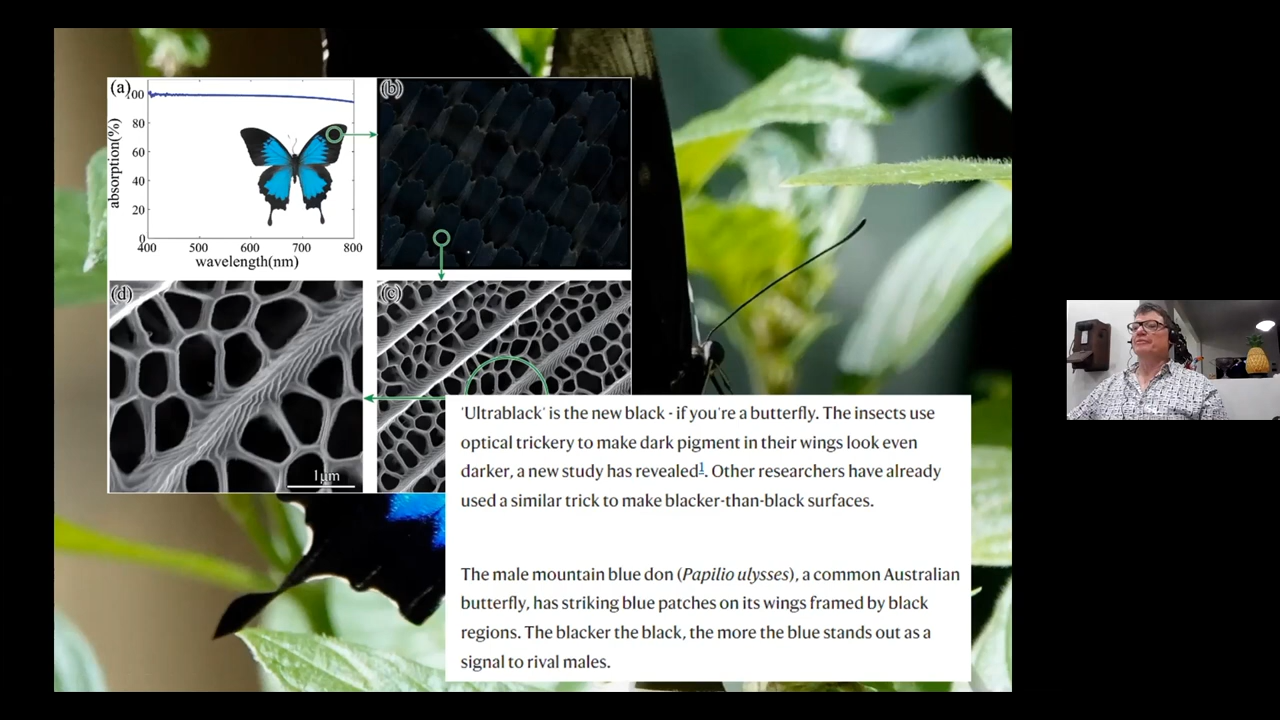 (a)
100
80
60
40
20
0
absorption(%)
400 500 600 700 800
wavelength(nm)
(b)
(d)
1μm
(c)
'Ultrablack' is the new black - if you're a butterfly. The insects use
optical trickery to make dark pigment in their wings look even
darker, a new study has revealed1. Other researchers have already
used a similar trick to make blacker-than-black surfaces.
The male mountain blue don (Papilio ulysses), a common Australian
butterfly, has striking blue patches on its wings framed by black
regions. The blacker the black, the more the blue stands out as a
signal to rival males.